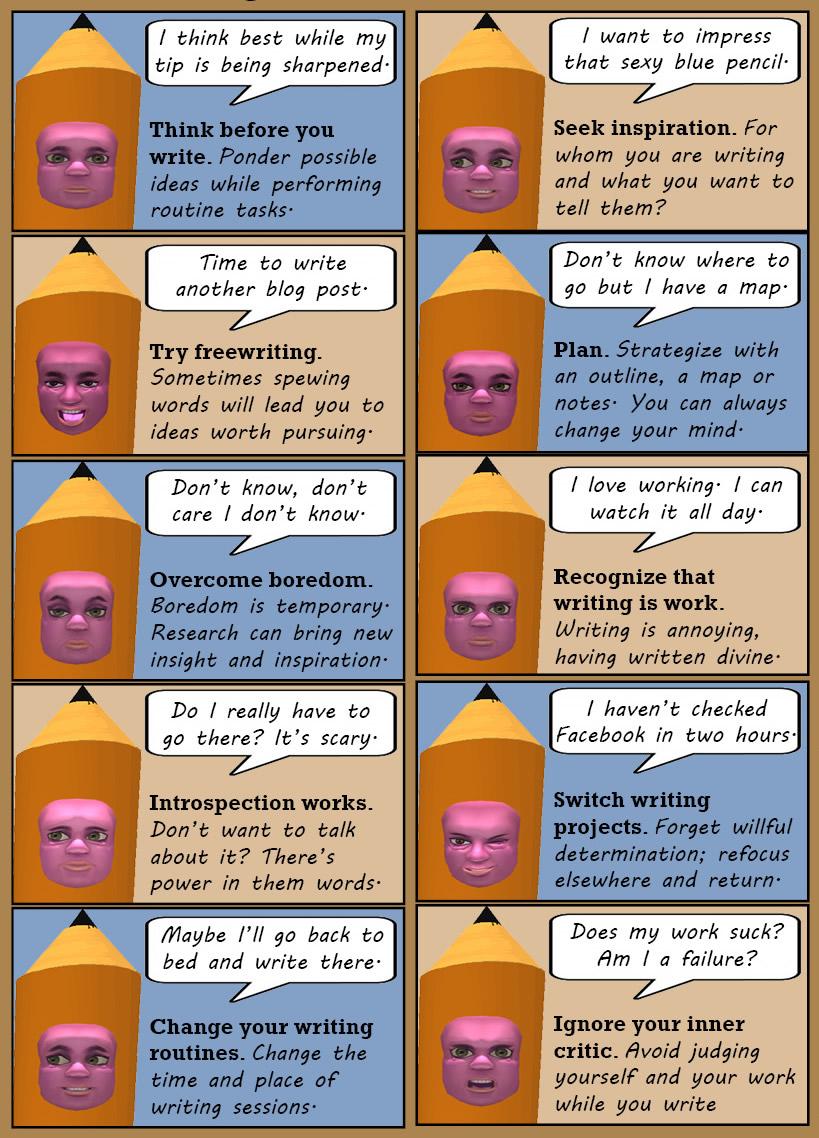 I think best while my
tip is being sharpened.
Think before you
write. Ponder possible
ideas while performing
routine tasks.
I want to impress
that sexy blue pencil.
Seek inspiration. For
whom you are writing
and what you want to
tell them?
Time to write
another blog post.
Try freewriting.
Sometimes spewing
words will lead you to
ideas worth pursuing.
Don't know where to
go but I have a map.
Plan. Strategize with
an outline, a map or
notes. You can always
change your mind.
Don't know, don't
care I don't know.
Overcome boredom.
Boredom is temporary.
Research can bring new
insight and inspiration.
I love working. I can
watch it all day.
Recognize that
writing is work.
Writing is annoying,
having written divine.
Do I really have to
go there? It's scary.
Introspection works.
Don't want to talk
about it? There's
power in them words.
I haven't checked
Facebook in two hours.
Switch writing
projects. Forget willful
determination; refocus
elsewhere and return.
Maybe I'll go back to
bed and write there.
Change your writing
routines. Change the
time and place of
writing sessions.
Does my work suck?
Am I a failure?
Ignore your inner
critic. Avoid judging
yourself and your work
while you write